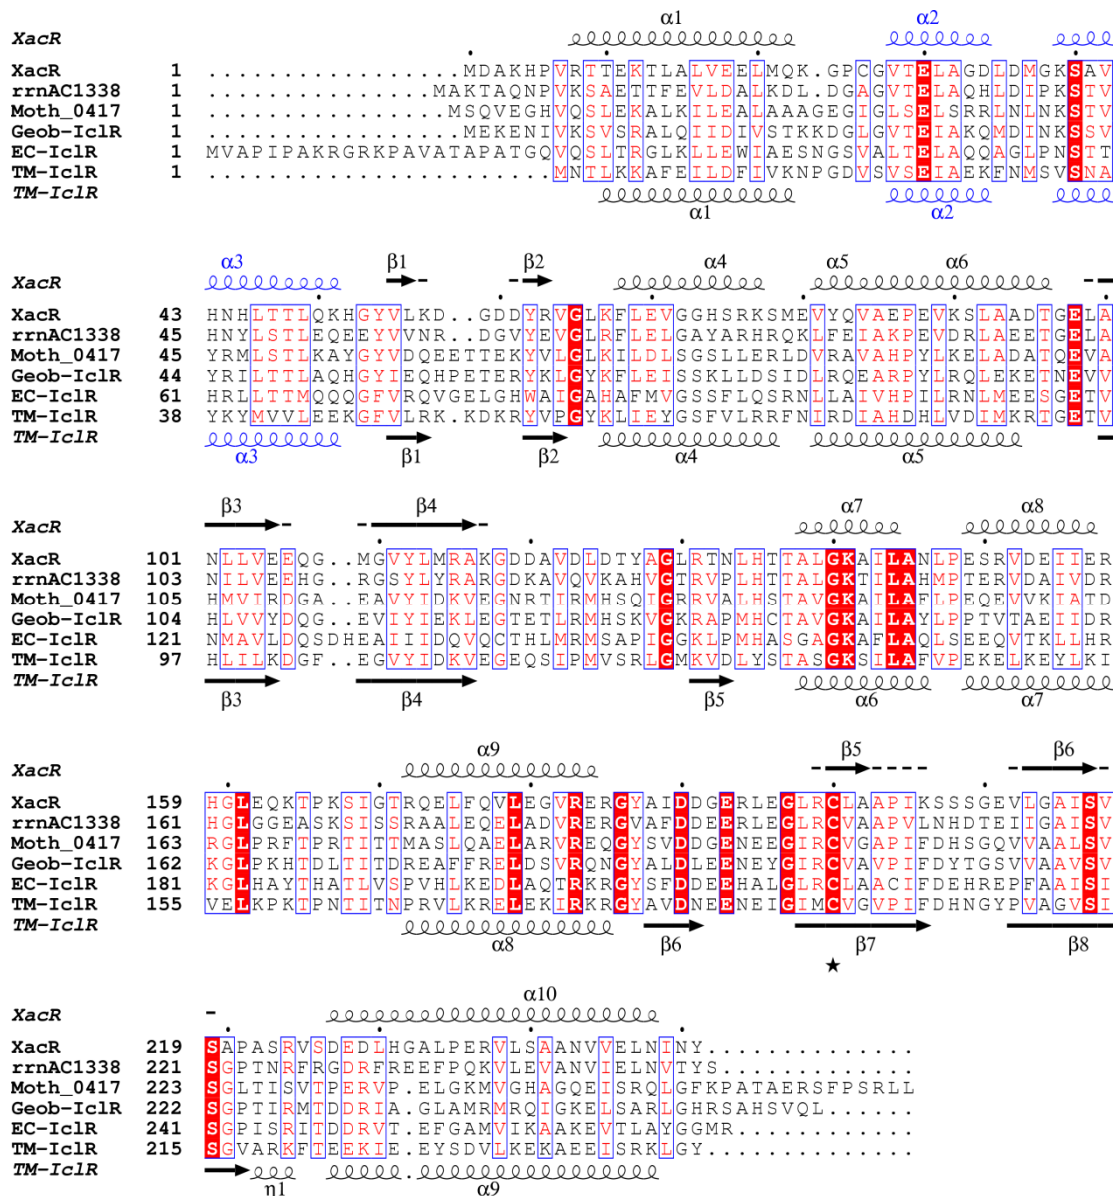 α1 α2
XacR
XacR 1 ..................MDAKHPVRTTEKTLALVEELMQK.GPCGVTELAGDLDMGKSAV
rrnAC1338 1 ...............MAKTAQNPVKSAETTFEVLDALKDL.DGAGVTELAQHLDIPKSTV
Moth_0417 1 ................MSQVEGHVQSLEKALKILEALAAAGEGIGLSELSRRLNLNKSTV
Geob-IclR 1 .................MEKENIVKSVSRALQIIDIVSTKKDGLGVTEIAKQMDINKSSV
EC-IclR 1 MVAPIPAKRGRKPAVATAPATGQVQSLTRGLKLLEWIAESNGSVALTELAQQAGLPNSTT
TM-IclR 1 .......................MNTLKKAFEILDFIVKNPGDVSVSEIAEKFNMSVSNA
TM-IclR
α1 α2
α3 β1 β2 α4 α5 α6
XacR
XacR 43 HNHLTTLQKHGYVLKD..GDDYRVGLKFLEVGGHSRKSMEVYQVAEPEVKSLAADTGELA
rrnAC1338 45 HNYLSTLEQEEYVVNR..DGVYEVGLRFLELGAYARHRQKLFEIAKPEVDRLAEETGELA
Moth_0417 45 YRMLSTLKAYGYVDQEETTEKYVLGLKILDLSGSLLERLDVRAVAHPYLKELADATQEVA
Geob-IclR 44 YRILTTLAQHGYIEQHPETERYKLGYKFLEISSKLLDSIDLRQEARPYLRQLEKETNEVV
EC-IclR 61 HRLLTTMQQQGFVRQVGELGHWAIGAHAFMVGSSFLQSRNLLAIVHPILRNLMEESGETV
TM-IclR 38 YKYMVVLEEKGFVLRKKDKRYVPGYKLIEYGSFVLRRFNIRDIAHDHLVDIMKRTGETV
TM-IclR
α3 β1 β2 α4 α5
β3 β4 α7 α8
XacR
XacR 101 NLLVEEQG..MGVYLMRAKGDDAVDLDTYAGLRTNLHTTALGKAILANLPESRVDEIIER
rrnAC1338 103 NILVEEHG..RGSYLYRARGDKAVQVKAHVGTRVPLHTTALGKTILAHMPTERVDAIVDR
Moth_0417 105 HMVIRDGA..EAVYIDKVEGNRTIRMHSQIGRRVALHSTAVGKAILAFLPEQEVKIATD
Geob-IclR 104 HLVVYDQG..EVIYIEKLEGTETLRMHSKVGKRAPMHCTAVGKAILAYLPPTVTAEIIHR
EC-IclR 121 NMAVLDQSDHEAIIIDQVQCTHLMRMSAPIGGKLPMHASGAGKAFLAQLSEEQVTKLLHR
TM-IclR 97 HLILKDGF..EGVYIDKVEGEQSIPMVSRLGMKVDLYSTASGKSILAFVPEKELKEYLKI
TM-IclR
β3 β4 β5 α6 α7
α9 β5 β6
XacR
XacR 159 HGLEQKTPKSIGTRQELFQVLEGVRERGYAIDDGERLEGLRCLAAPIKSSSGEVLGAISV
rrnAC1338 161 HGLGGEASKSISSRAALEQELADVRERGVAFDDEERLEGLRCVAAPVLNHDTEIIGAISV
Moth_0417 163 RGLPRFTPRTITTMASLQAELARVREQGYSVDDGENEEGIRCVGAPIFDHSGQVVAALSV
Geob-IclR 162 KGLPKHTDLTITDREAFFRELDSVRQNGYALDLEENEYGIRCVAVPIFDYTGSVVAAVSV
EC-IclR 181 KGLHAYTHATLVSPVHLKEDLAQTRKRGYSFDDEEHALGLRCLAACIFDEHREPFAAISI
TM-IclR 155 VELKPKTPNTITNPRVLKRELEKIRKRGYAVDNEENEIGIMCVGVPIFDHNGYPVAGVSI
TM-IclR
α8 β6 β7 β8
★
α10
XacR
XacR 219 SAPASRVSDEDLHGALPERVLSAANVVELNINY..............
rrnAC1338 221 SGPTNRFRGDRFREEFPQKVLEVANVIELNVTYS.............
Moth_0417 223 SGLTISVTPERVP.ELGKMVGHAGQEISRQLGFKPATAERSFPSRLL
Geob-IclR 222 SGPTIRMTDDRIA.GLAMRMRQIGKELSARLGHRSAHSVQL......
EC-IclR 241 SGPISRITDDRVT.EFGAMVIKAAKEVTLAYGGMR............
TM-IclR 215 SGVARKFTEEKIE.EYSDVLKEKAEEISRKLGY..............
TM-IclR
η1 α9